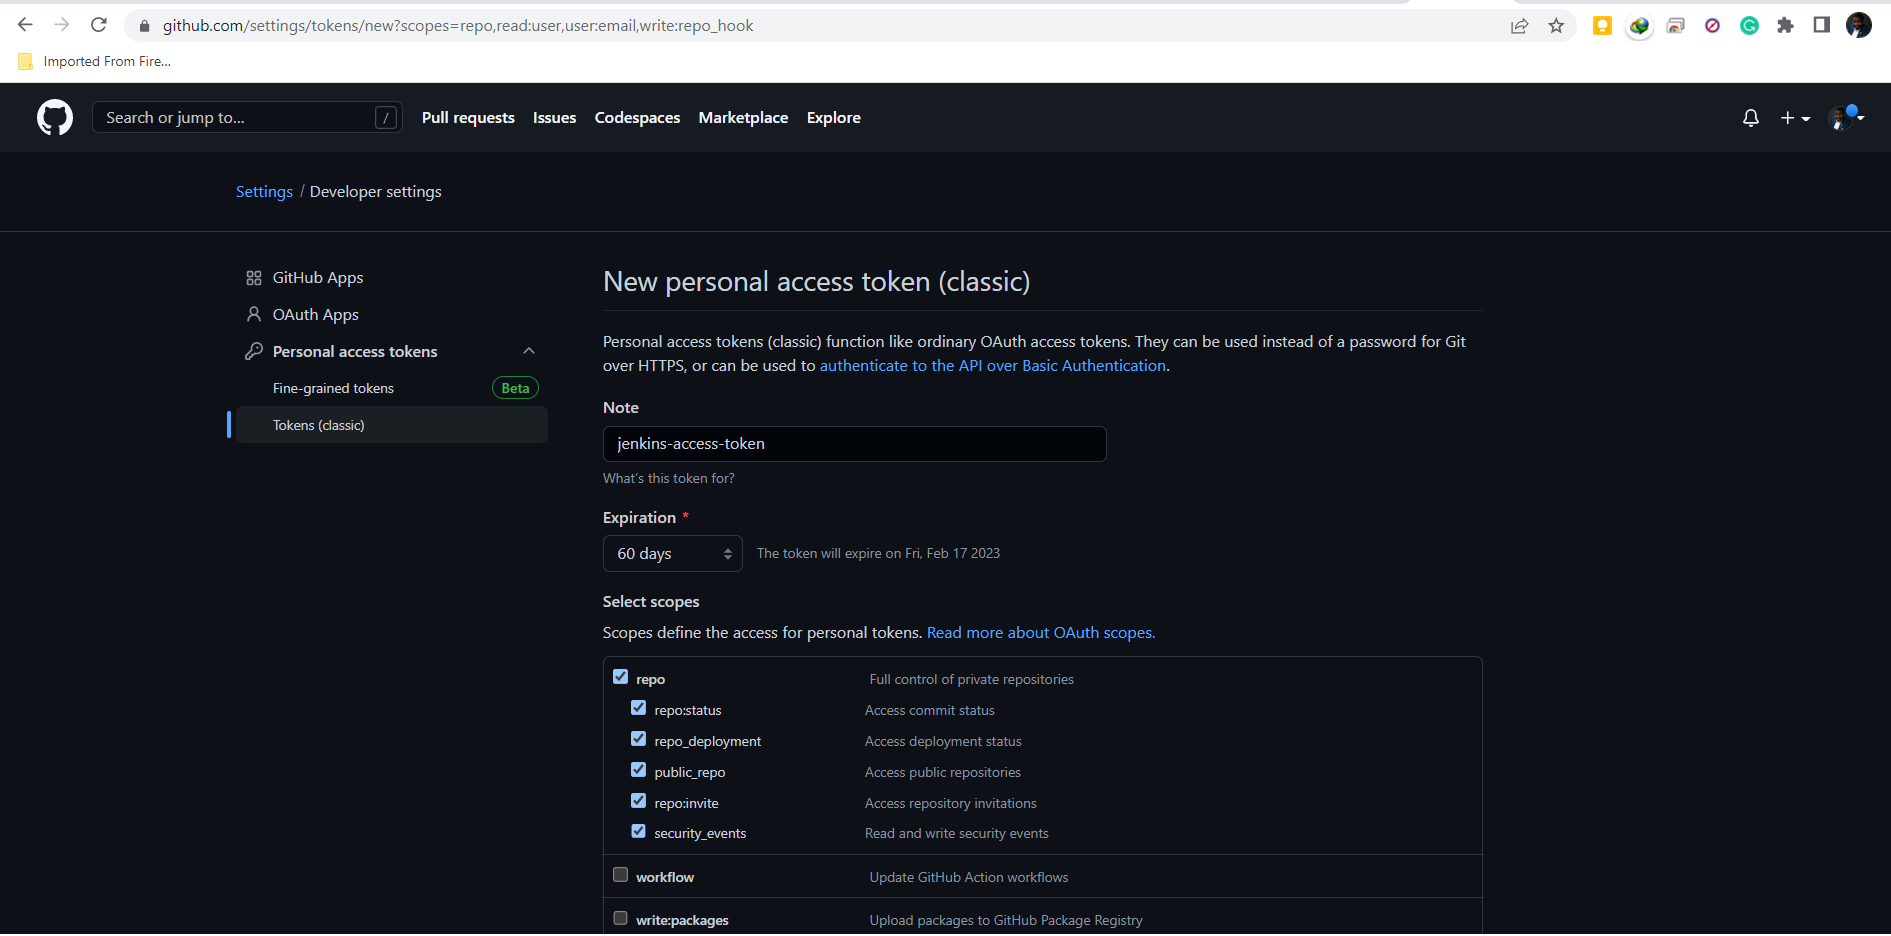 github.com/settings/tokens/new?scopes=repo,read:user,user:email,write:repo_hook
Imported From Fire...
Search or jump to... /
Pull requests Issues Codespaces Marketplace Explore
Settings / Developer settings
GitHub Apps
OAuth Apps
Personal access tokens
Fine-grained tokens Beta
Tokens (classic)
New personal access token (classic)
Personal access tokens (classic) function like ordinary OAuth access tokens. They can be used instead of a password for Git
over HTTPS, or can be used to authenticate to the API over Basic Authentication.
Note
jenkins-access-token
What's this token for?
Expiration *
60 days The token will expire on Fri, Feb 17 2023
Select scopes
Scopes define the access for personal tokens. Read more about OAuth scopes.
repo Full control of private repositories
repo:status Access commit status
repo_deployment Access deployment status
public_repo Access public repositories
repo:invite Access repository invitations
security_events Read and write security events
workflow Update GitHub Action workflows
write:packages Upload packages to GitHub Package Registry